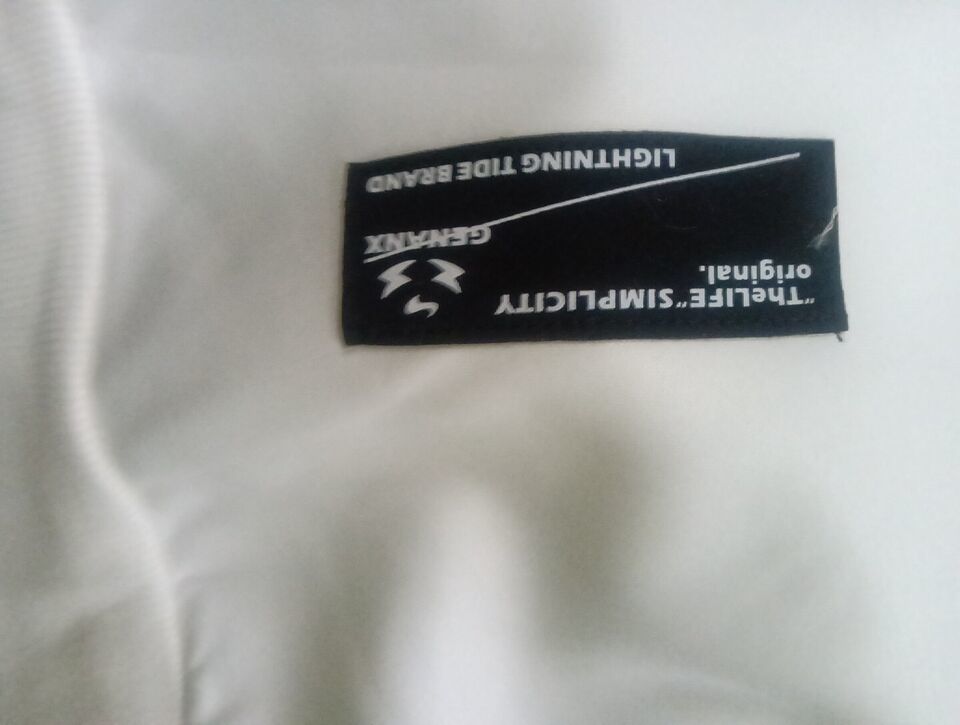 "TheLIFE"SIMPLICITY
original.
GENANX
LIGHTNING TIDE BRAND